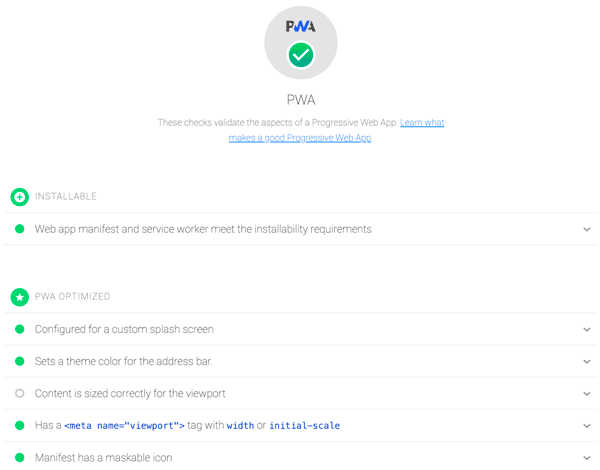 PWA
PWA
These checks validate the aspects of a Progressive Web App. Learn what
makes a good Progressive Web App.
INSTALLABLE
Web app manifest and service worker meet the installability requirements
PWA OPTIMIZED
Configured for a custom splash screen
Sets a theme color for the address bar.
Content is sized correctly for the viewport
Has a <meta name="viewport"> tag with width or initial-scale
Manifest has a maskable icon